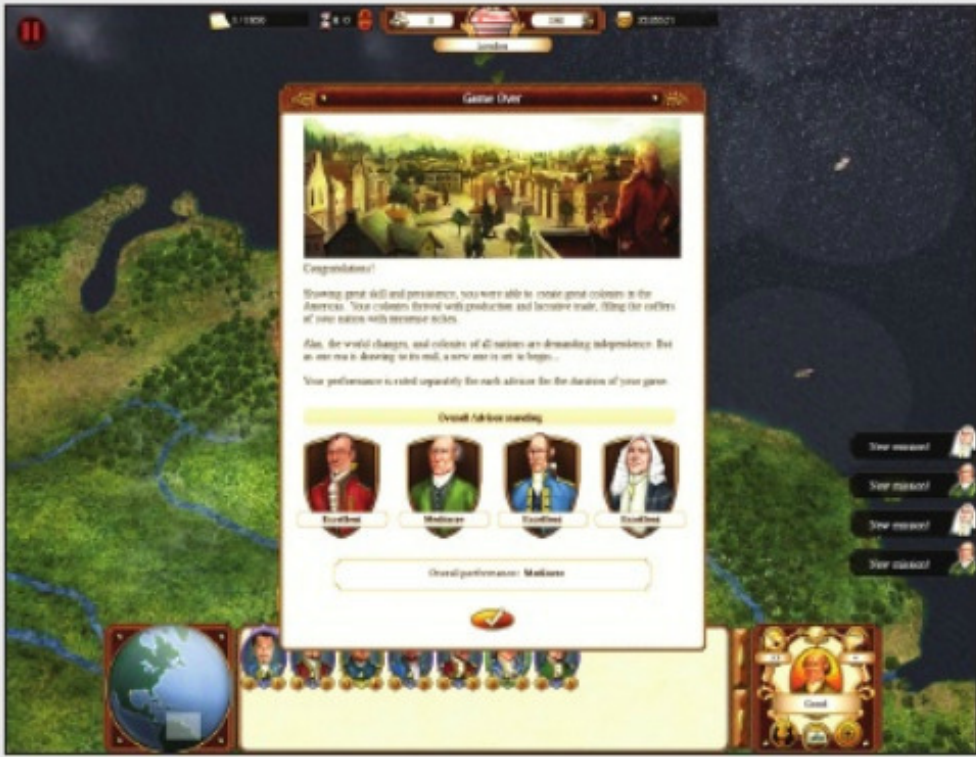 London
Game Over
Congratulations!
Showing great skill and persistence, you were able to create great colonies in the
Americas. Your colonies thrived with production and lucrative trade, filling the coffers
of your nation with immense riches.
Alas, the world changes, and colonies of all nations are demanding independence. But
as one era is drawing to its end, a new one is set to begin...
Your performance is rated separately for each advisor for the duration of your game.
Overall Advisor standing
Excellent Mediocre Excellent Excellent
Overall performance: Mediocre
New mission!
New mission!
New mission!
New mission!
Good